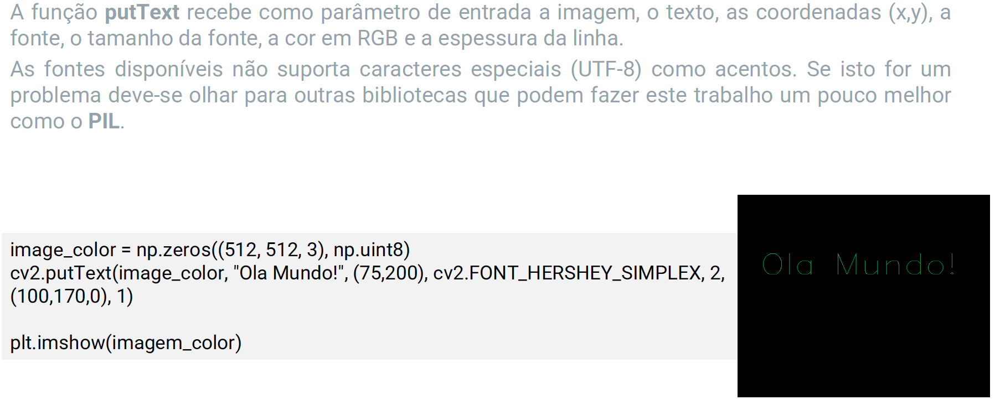 A função putText recebe como parâmetro de entrada a imagem, o texto, as coordenadas (x,y), a
fonte, o tamanho da fonte, a cor em RGB e a espessura da linha.
As fontes disponíveis não suporta caracteres especiais (UTF-8) como acentos. Se isto for um
problema deve-se olhar para outras bibliotecas que podem fazer este trabalho um pouco melhor
como o PIL.
image_color = np.zeros((512, 512, 3), np.uint8)
cv2.putText(image_color, "Ola Mundo!", (75,200), cv2.FONT_HERSHEY_SIMPLEX, 2,
(100,170,0), 1)
plt.imshow(imagem_color)
Ola Mundo!